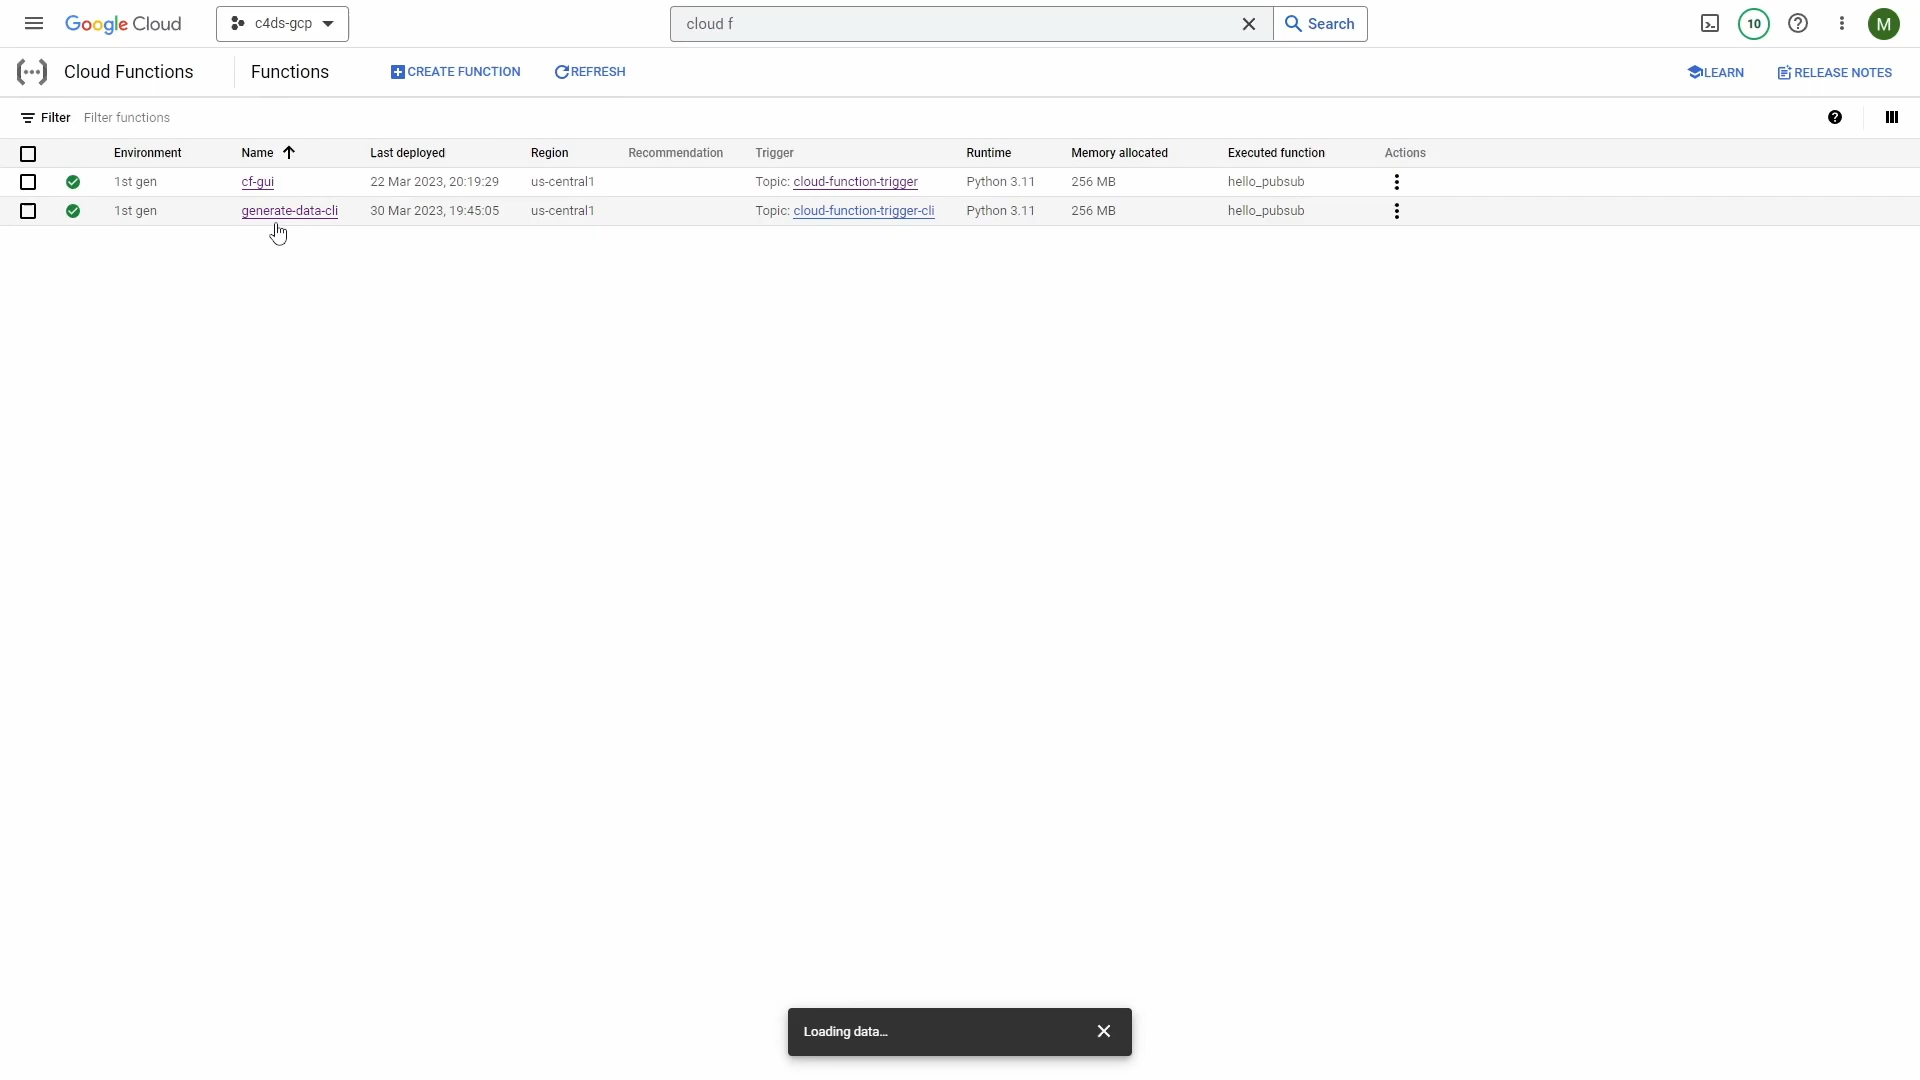 Google Cloud c4ds-gcp cloud f Search 10 M
Cloud Functions Functions CREATE FUNCTION REFRESH LEARN RELEASE NOTES
Filter Filter functions
Environment Name Last deployed Region Recommendation Trigger Runtime Memory allocated Executed function Actions
1st gen cf-gui 22 Mar 2023, 20:19:29 us-central1 Topic: cloud-function-trigger Python 3.11 256 MB hello_pubsub
1st gen generate-data-cli 30 Mar 2023, 19:45:05 us-central1 Topic: cloud-function-trigger-cli Python 3.11 256 MB hello_pubsub
Loading data...